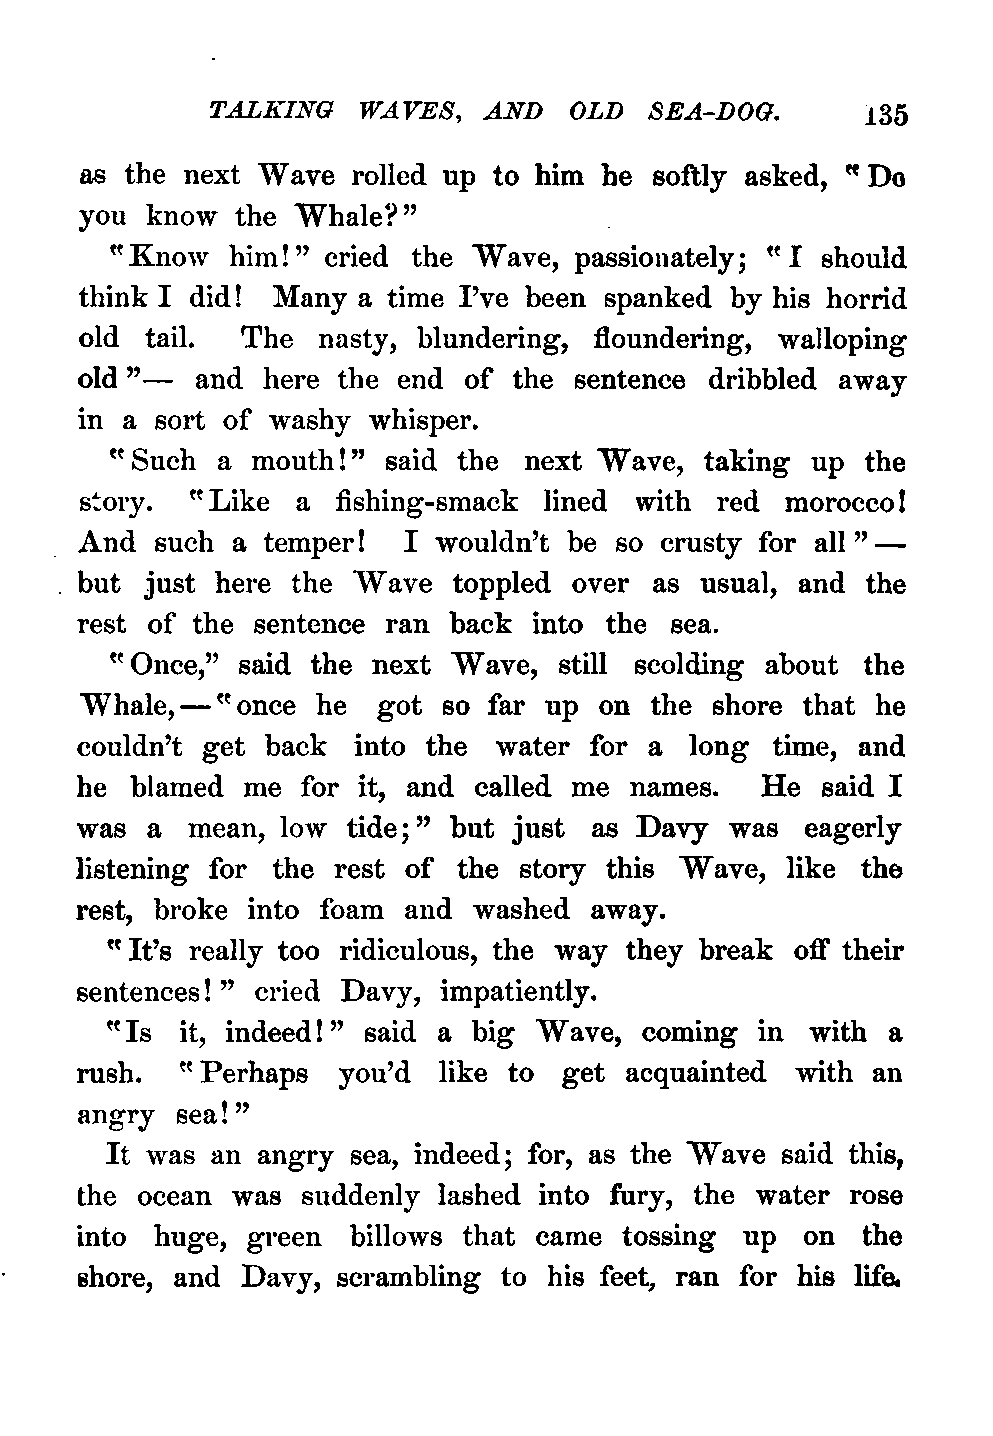 TALKING WAVES, AND OLD SEA-DOG. 135
as the next Wave rolled up to him he softly asked, "Do
you know the Whale?"
"Know him!" cried the Wave, passionately; "I should
think I did! Many a time I've been spanked by his horrid
old tail. The nasty, blundering, floundering, walloping
old"— and here the end of the sentence dribbled away
in a sort of washy whisper.
"Such a mouth!" said the next Wave, taking up the
story. "Like a fishing-smack lined with red morocco!
And such a temper! I wouldn't be so crusty for all"—
but just here the Wave toppled over as usual, and the
rest of the sentence ran back into the sea.
"Once," said the next Wave, still scolding about the
Whale,—"once he got so far up on the shore that he
couldn't get back into the water for a long time, and
he blamed me for it, and called me names. He said I
was a mean, low tide;" but just as Davy was eagerly
listening for the rest of the story this Wave, like the
rest, broke into foam and washed away.
"It's really too ridiculous, the way they break off their
sentences!" cried Davy, impatiently.
"Is it, indeed!" said a big Wave, coming in with a
rush. "Perhaps you'd like to get acquainted with an
angry sea!"
It was an angry sea, indeed; for, as the Wave said this,
the ocean was suddenly lashed into fury, the water rose
into huge, green billows that came tossing up on the
shore, and Davy, scrambling to his feet, ran for his life.